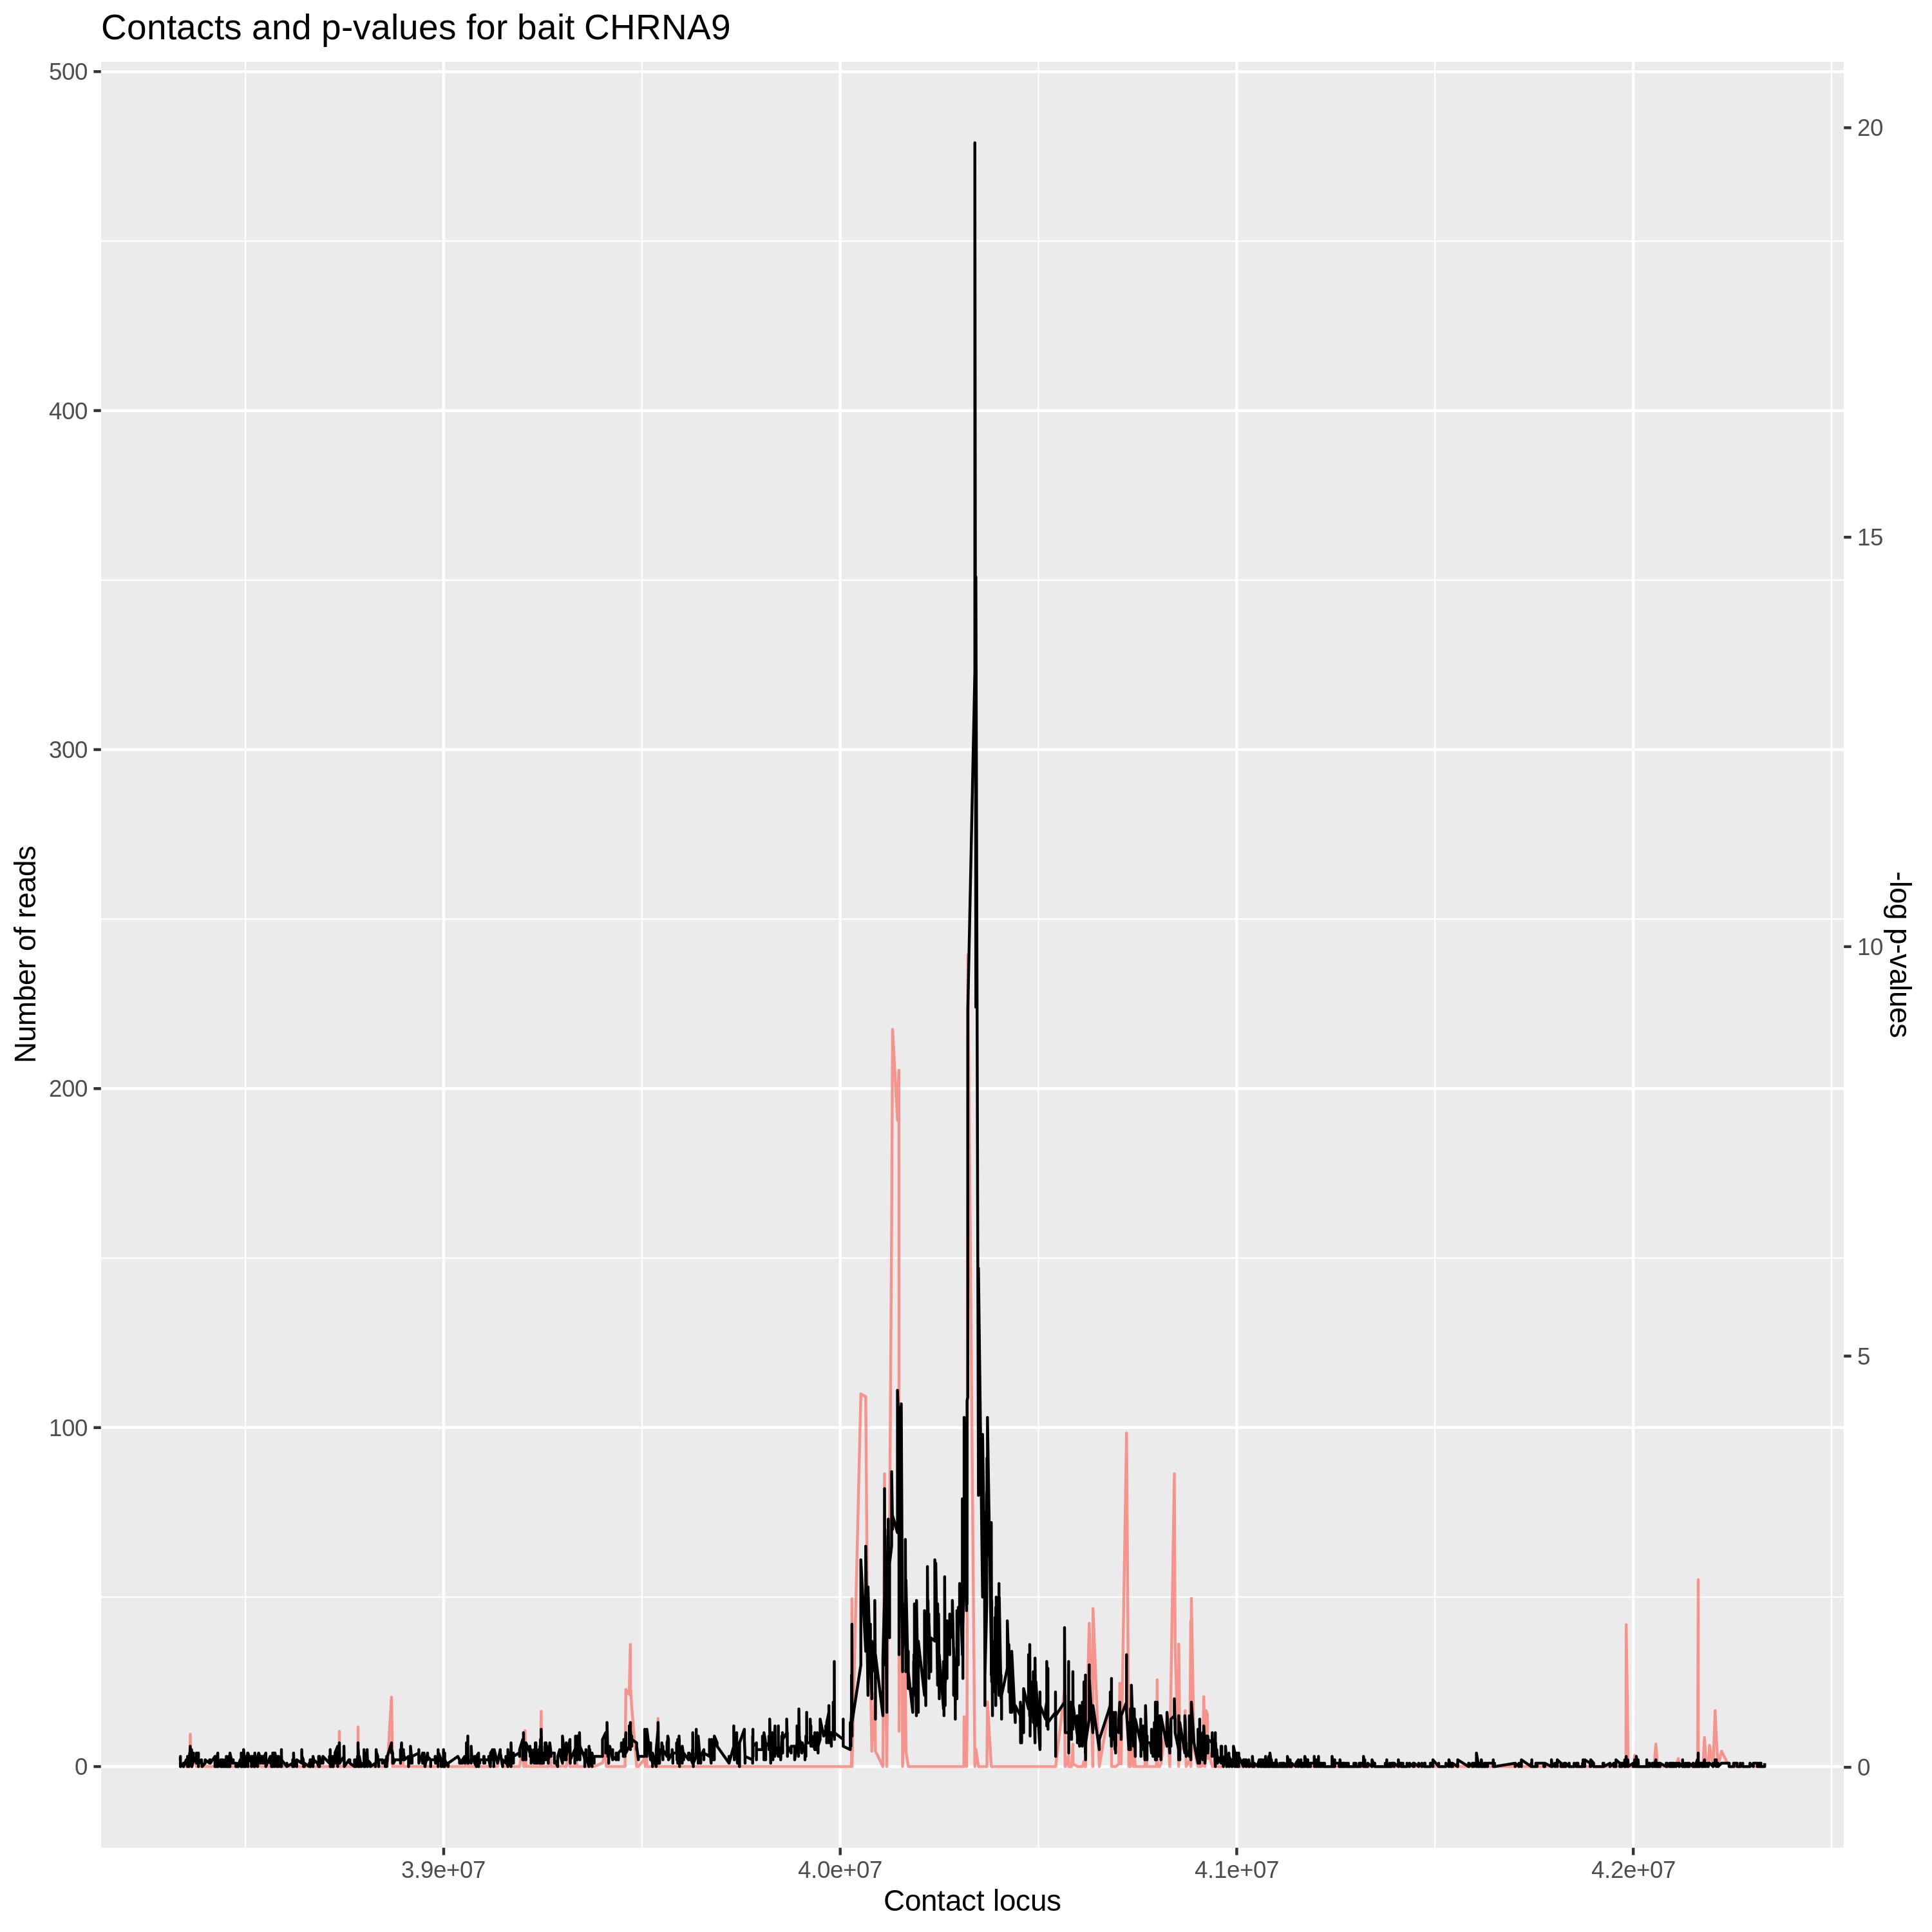 Contacts and p-values for bait CHRNA9
500
400
300
200
100
0
Number of reads
20
15
10
5
0
-log p-values
3.9e+07
4.0e+07
4.1e+07
4.2e+07
Contact locus